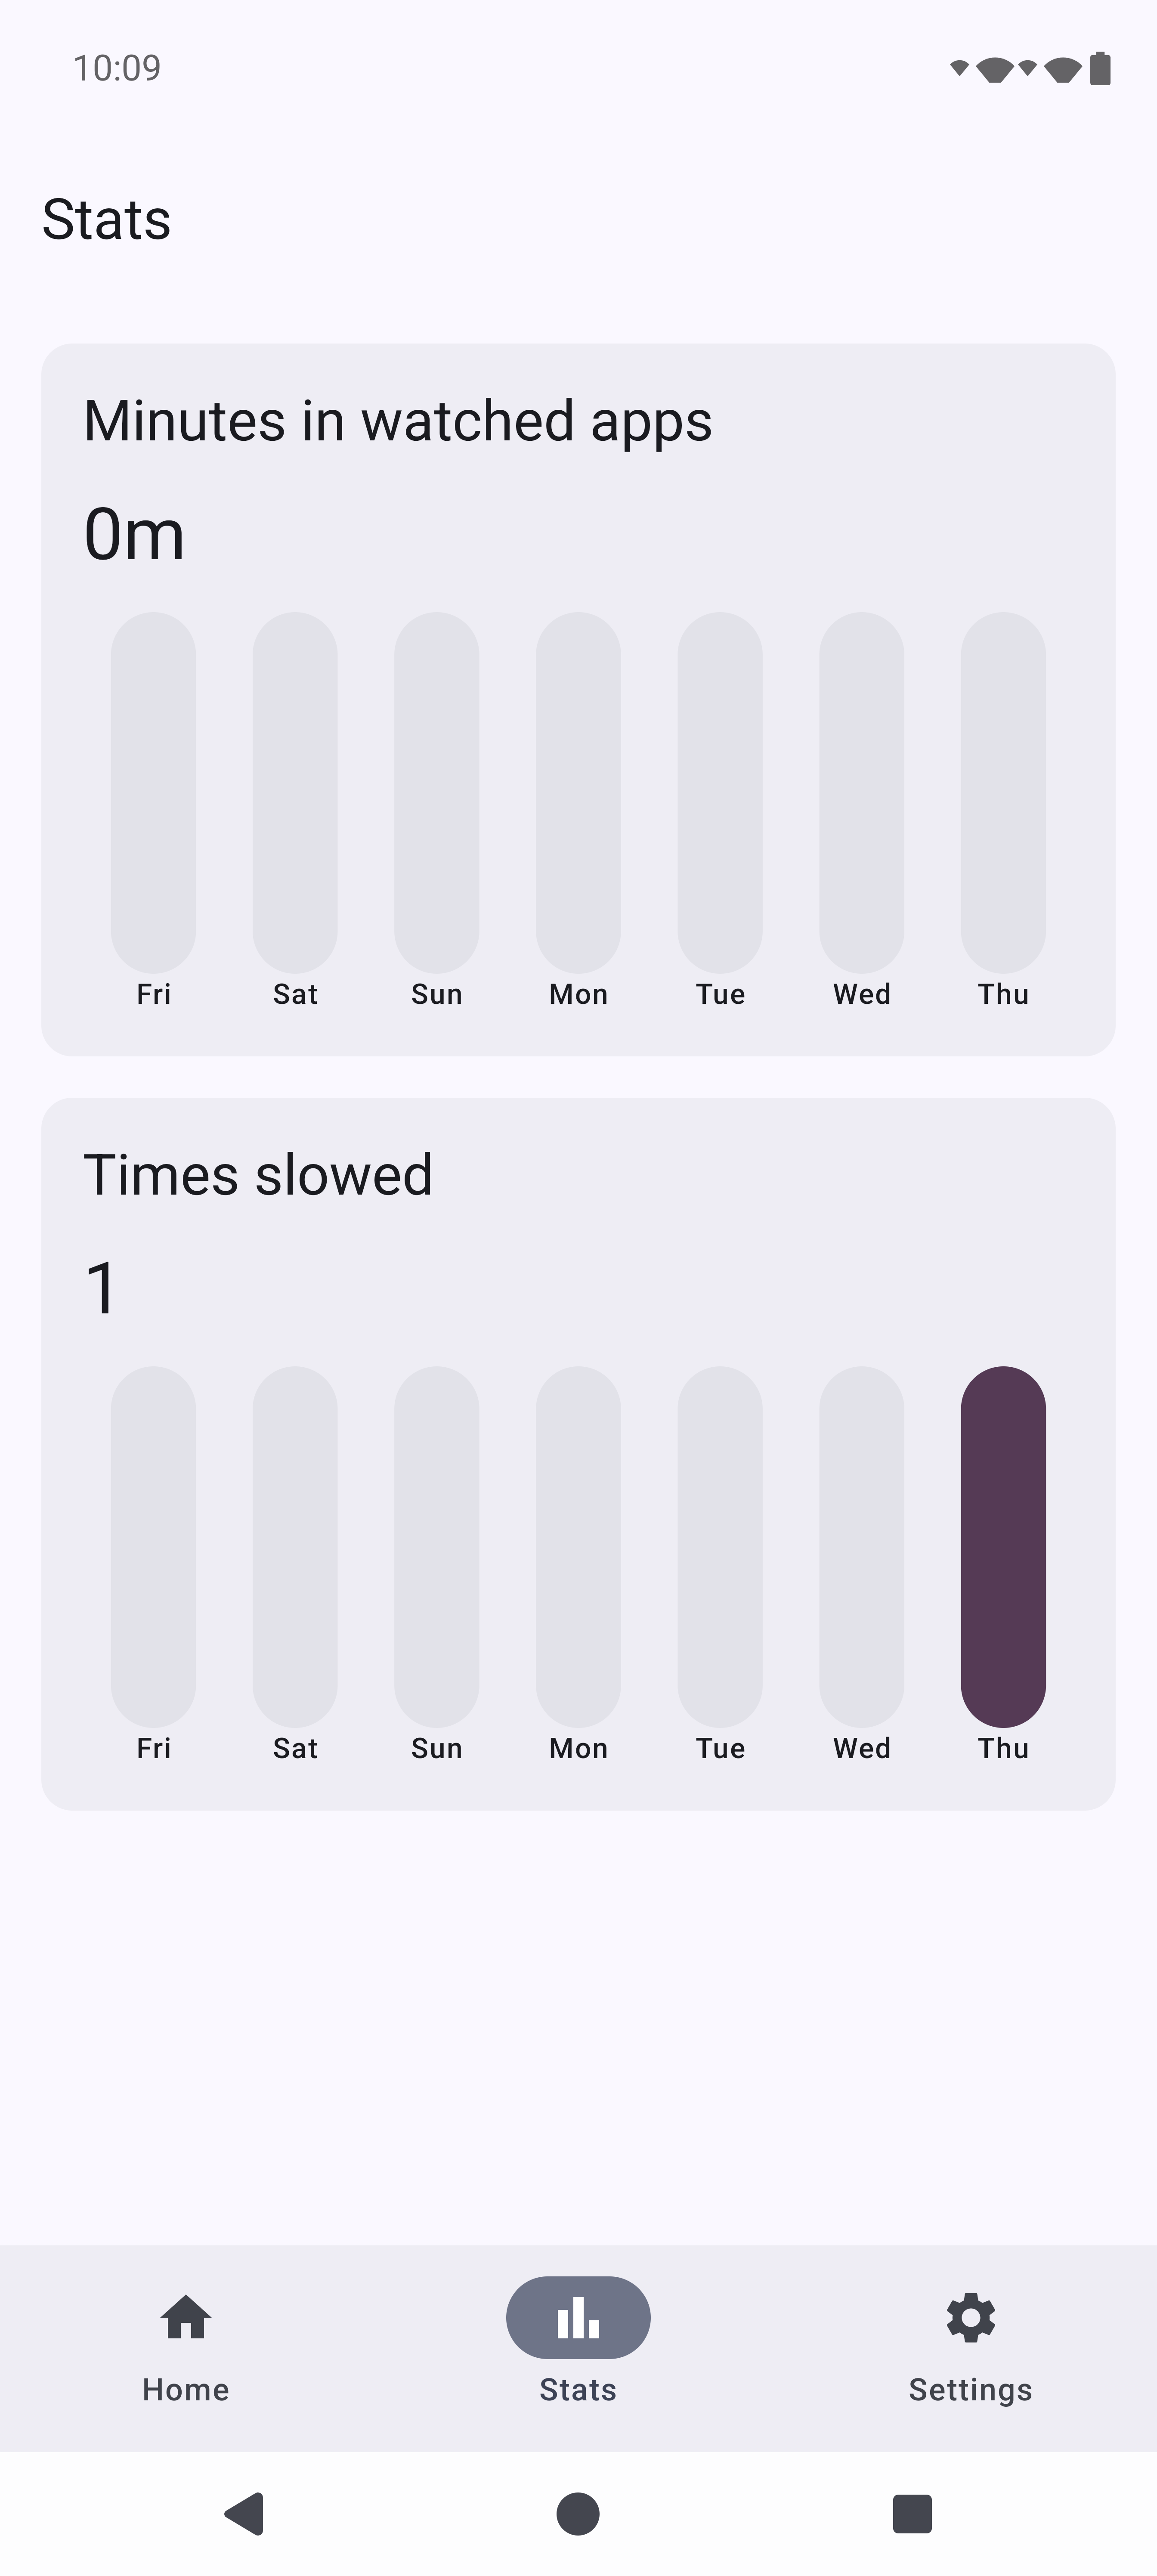 10:09
Stats
Minutes in watched apps
0m
Fri Sat Sun Mon Tue Wed Thu
Times slowed
1
Fri Sat Sun Mon Tue Wed Thu
Home Stats Settings